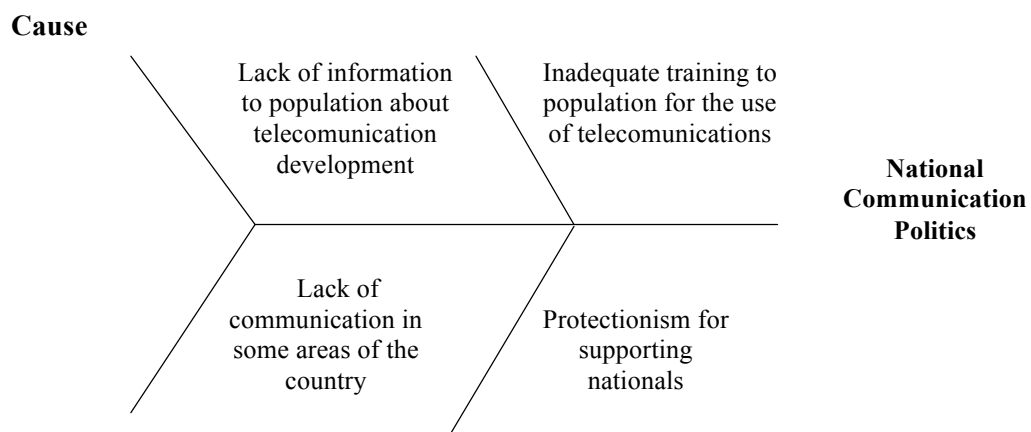 Cause
Lack of information
to population about
telecomunication
development
Inadequate training to
population for the use
of telecomunications
National
Communication
Politics
Lack of
communication in
some areas of the
country
Protectionism for
supporting
nationals